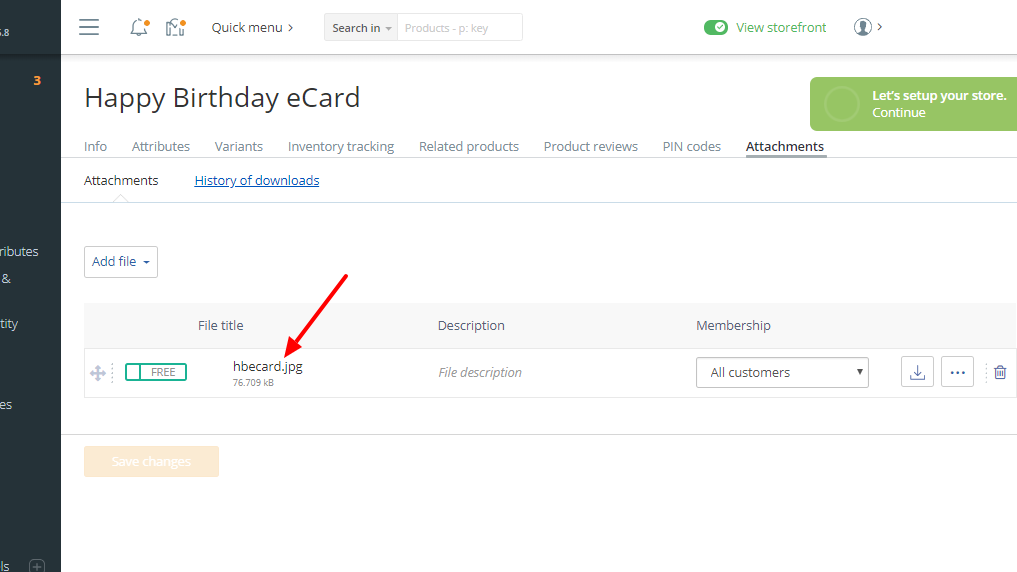 5.8
Quick menu
Search in
Products - p: key
View storefront
3
Happy Birthday eCard
Let's setup your store.
Continue
Info Attributes Variants Inventory tracking Related products Product reviews PIN codes Attachments
Attachments History of downloads
ributes
&
Add file
tity
File title Description Membership
FREE
hbecard.jpg
76.709 kB
File description
All customers
es
Save changes
ls